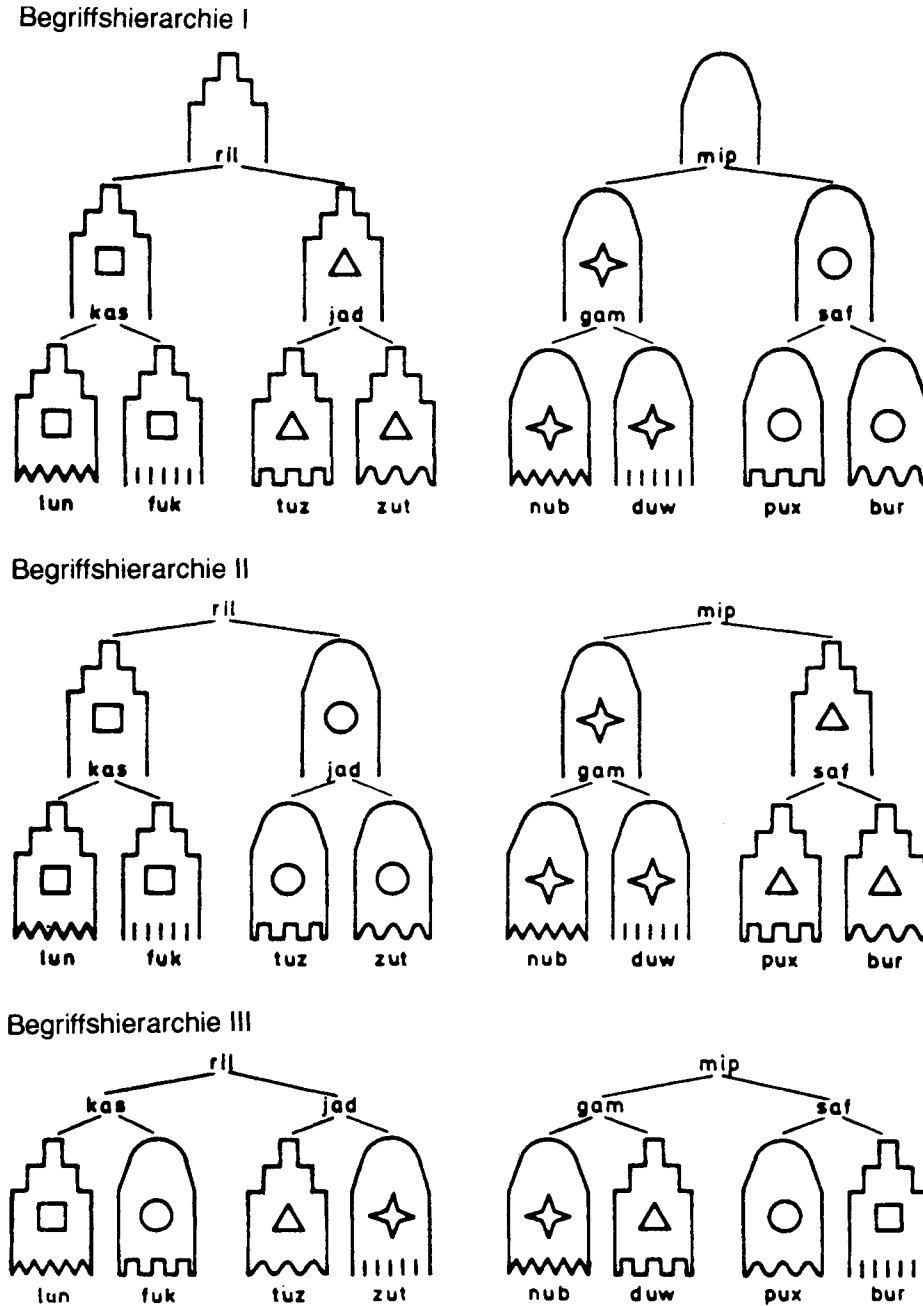 Begriffshierarchie I
ril mip
kas jad gam saf
lun fuk tuz zut nub duw pux bur
Begriffshierarchie II
ril mip
kas jad gam saf
lun fuk tuz zut nub duw pux bur
Begriffshierarchie III
ril mip
kas jad gam saf
lun fuk tuz zut nub duw pux bur